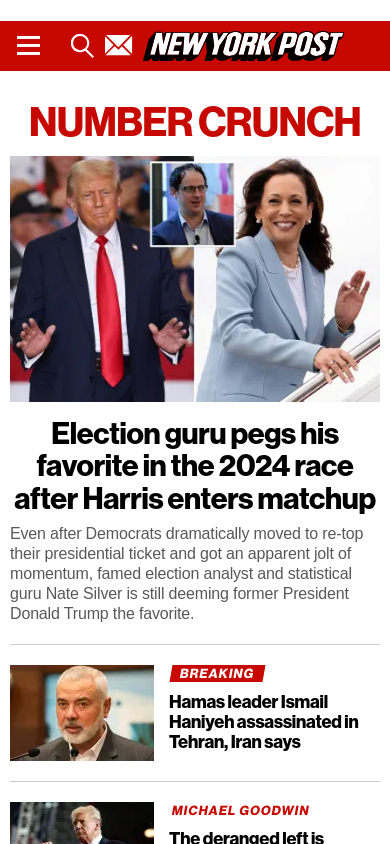 NEW YORK POST
NUMBER CRUNCH
Election guru pegs his
favorite in the 2024 race
after Harris enters matchup
Even after Democrats dramatically moved to re-top
their presidential ticket and got an apparent jolt of
momentum, famed election analyst and statistical
guru Nate Silver is still deeming former President
Donald Trump the favorite.
BREAKING
Hamas leader Ismail
Haniyeh assassinated in
Tehran, Iran says
MICHAEL GOODWIN
The deranged left is